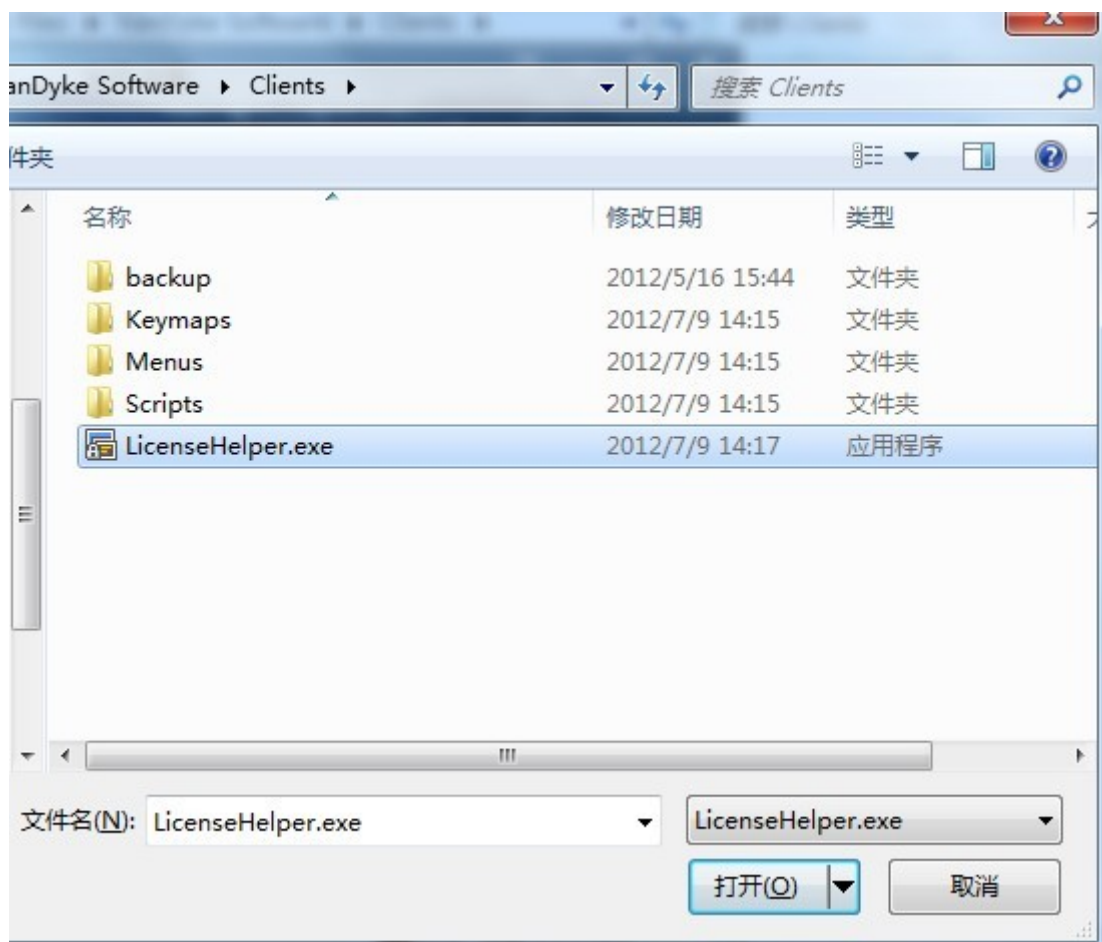 anDyke Software ▸ Clients ▸ 搜索 Clients
件夹
名称 修改日期 类型
backup 2012/5/16 15:44 文件夹
Keymaps 2012/7/9 14:15 文件夹
Menus 2012/7/9 14:15 文件夹
Scripts 2012/7/9 14:15 文件夹
LicenseHelper.exe 2012/7/9 14:17 应用程序
文件名(N): LicenseHelper.exe LicenseHelper.exe
打开(O) 取消